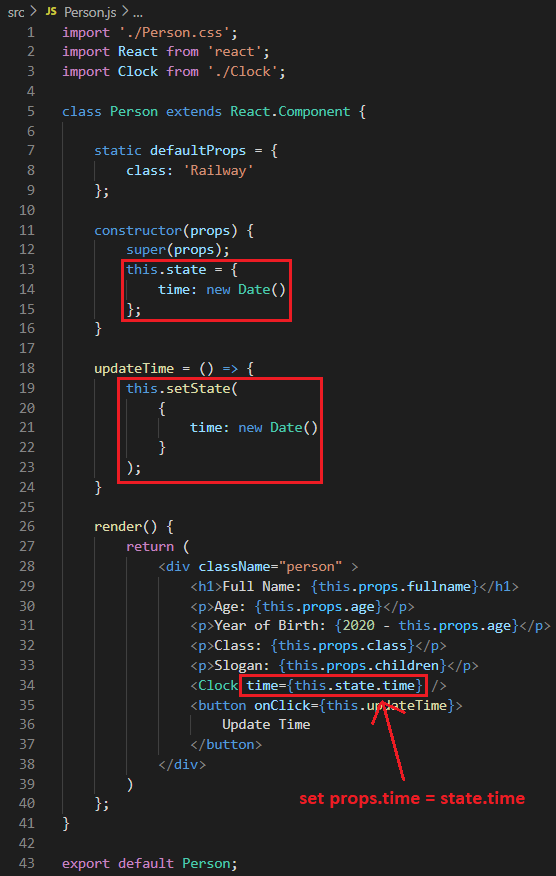 src > JS Person.js > ...
1 import './Person.css';
2 import React from 'react';
3 import Clock from './Clock';
4
5 class Person extends React.Component {
6
7     static defaultProps = {
8         class: 'Railway'
9     };
10
11     constructor(props) {
12         super(props);
13         this.state = {
14             time: new Date()
15         };
16     }
17
18     updateTime = () => {
19         this.setState(
20             {
21                 time: new Date()
22             }
23         );
24     }
25
26     render() {
27         return (
28             <div className="person" >
29                 <h1>Full Name: {this.props.fullname}</h1>
30                 <p>Age: {this.props.age}</p>
31                 <p>Year of Birth: {2020 - this.props.age}</p>
32                 <p>Class: {this.props.class}</p>
33                 <p>Slogan: {this.props.children}</p>
34                 <Clock time={this.state.time} />
35                 <button onClick={this.updateTime}>
36                     Update Time
37                 </button>
38             </div>
39         )
40     };
41 }
42
43 export default Person;
set props.time = state.time